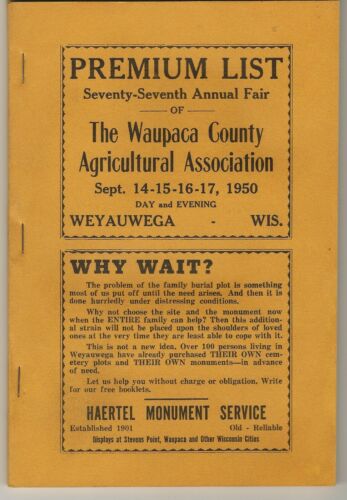 PREMIUM LIST
Seventy-Seventh Annual Fair
OF
The Waupaca County
Agricultural Association
Sept. 14-15-16-17, 1950
DAY and EVENING
WEYAUWEGA - WIS.
WHY WAIT?
The problem of the family burial plot is something
most of us put off until the need arises. And then it is
done hurriedly under distressing conditions.
Why not choose the site and the monument now
when the ENTIRE family can help? Then this addition-
al strain will not be placed upon the shoulders of loved
ones at the very time they are least able to cope with it.
This is not a new idea. Over 100 persons living in
Weyauwega have already purchased THEIR OWN cem-
etery plots and THEIR OWN monuments—in advance
of need.
Let us help you without charge or obligation. Write
for our free booklets.
HAERTEL MONUMENT SERVICE
Established 1901 Old - Reliable
Displays at Stevens Point, Waupaca and Other Wisconsin Cities